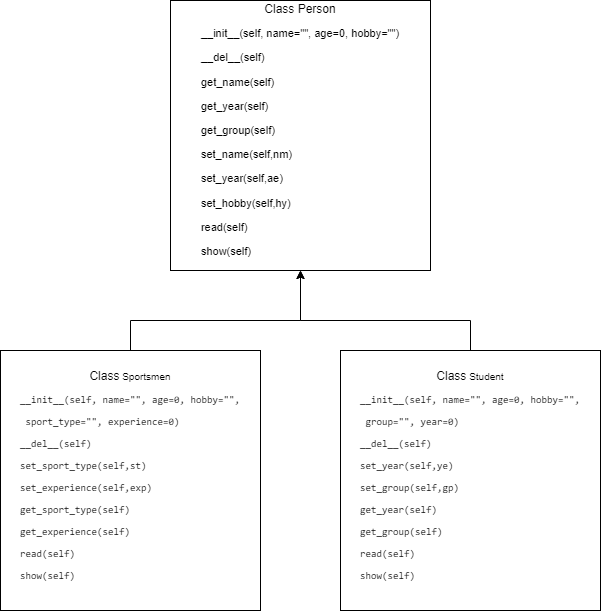 Class Person
__init__(self, name="", age=0, hobby="")
__del__(self)
get_name(self)
get_year(self)
get_group(self)
set_name(self,nm)
set_year(self,ae)
set_hobby(self,hy)
read(self)
show(self)
Class Sportsmen
__init__(self, name="", age=0, hobby="",
sport_type="", experience=0)
__del__(self)
set_sport_type(self,st)
set_experience(self,exp)
get_sport_type(self)
get_experience(self)
read(self)
show(self)
Class Student
__init__(self, name="", age=0, hobby="",
group="", year=0)
__del__(self)
set_year(self,ye)
set_group(self,gp)
get_year(self)
get_group(self)
read(self)
show(self)